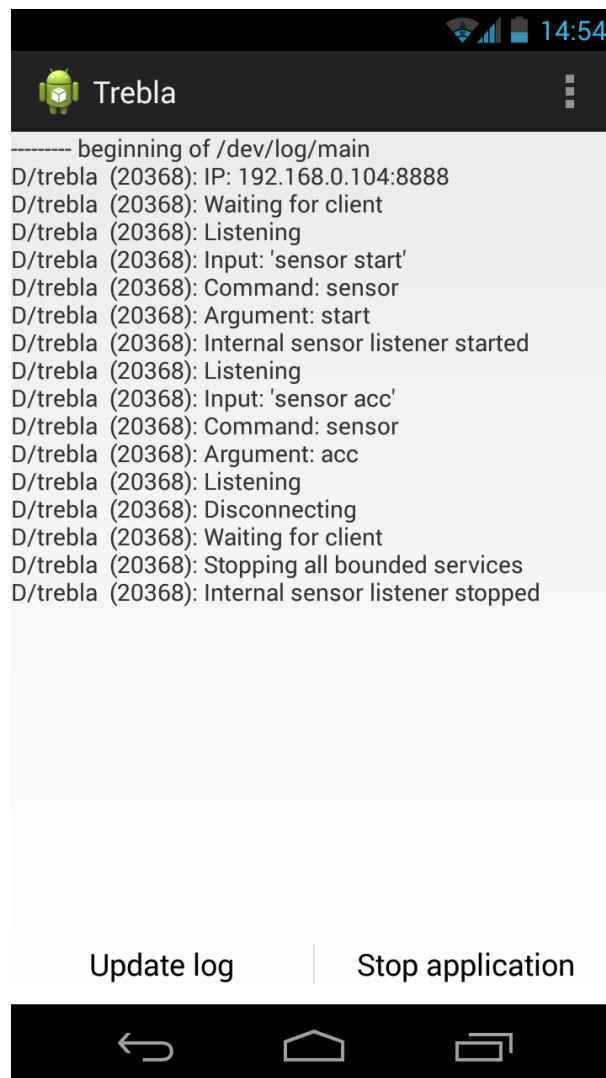 14:54
Trebla
--------- beginning of /dev/log/main
D/trebla  (20368): IP: 192.168.0.104:8888
D/trebla  (20368): Waiting for client
D/trebla  (20368): Listening
D/trebla  (20368): Input: 'sensor start'
D/trebla  (20368): Command: sensor
D/trebla  (20368): Argument: start
D/trebla  (20368): Internal sensor listener started
D/trebla  (20368): Listening
D/trebla  (20368): Input: 'sensor acc'
D/trebla  (20368): Command: sensor
D/trebla  (20368): Argument: acc
D/trebla  (20368): Listening
D/trebla  (20368): Disconnecting
D/trebla  (20368): Waiting for client
D/trebla  (20368): Stopping all bounded services
D/trebla  (20368): Internal sensor listener stopped
Update log
Stop application